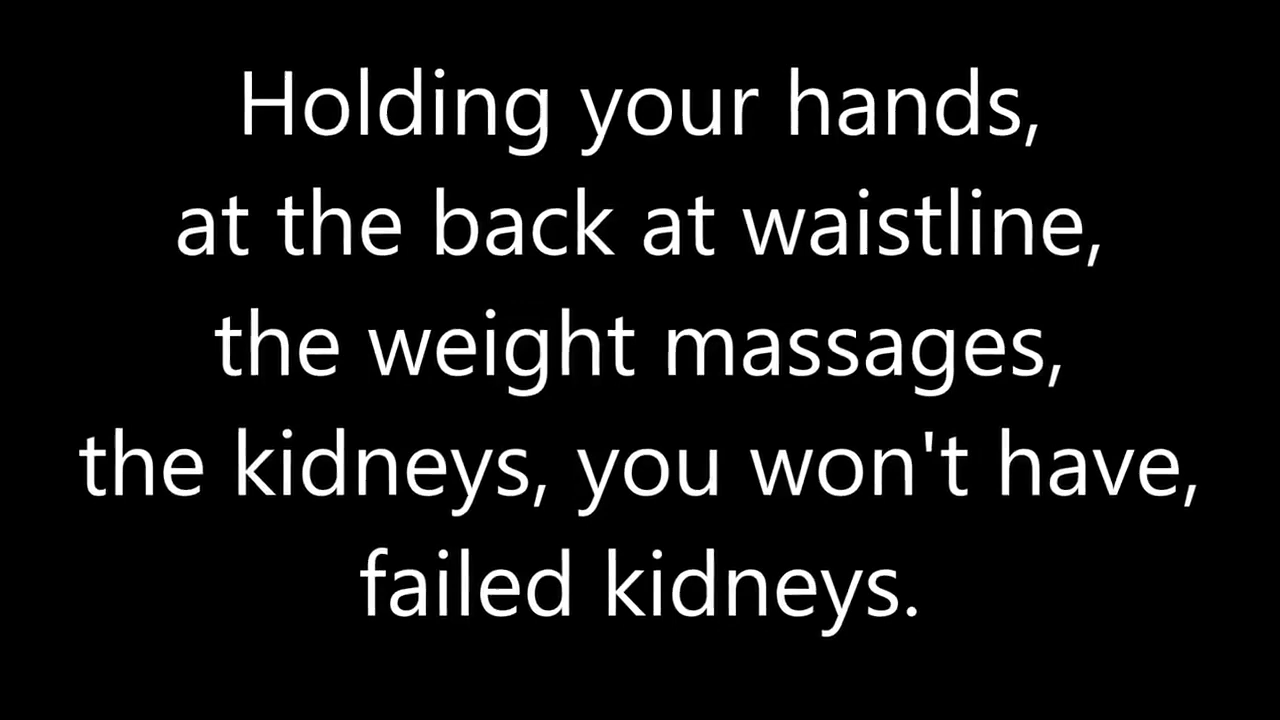 Holding your hands,
at the back at waistline,
the weight massages,
the kidneys, you won't have,
failed kidneys.